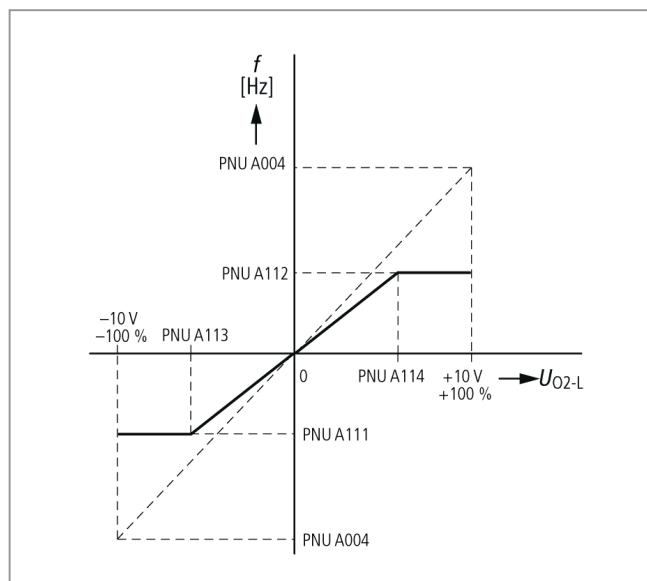 f
[Hz]
PNU A004
PNU A112
–10 V
–100 %
PNU A113
0
PNU A114
+10 V
+100 %
UO2-L
PNU A111
PNU A004